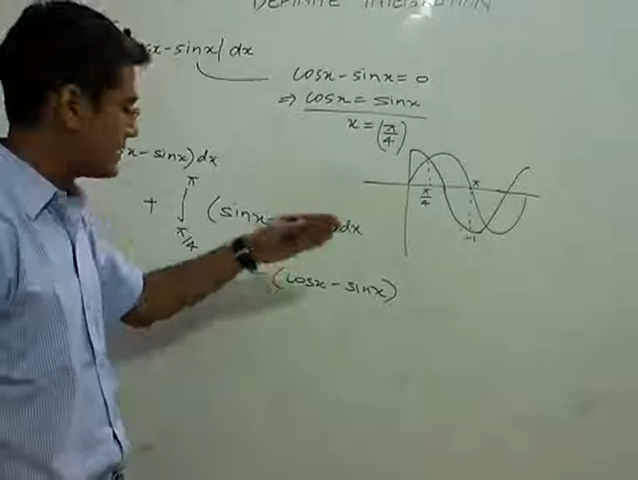 DEFINITE INTEGRATION
cosx - sinx| dx
cosx - sinx = 0
⇒ cosx = sinx
x = (π/4)
x - sinx) dx
+ ∫_{π/4}^{π} (sinx dx
(cosx - sinx)
π/4
π
-1